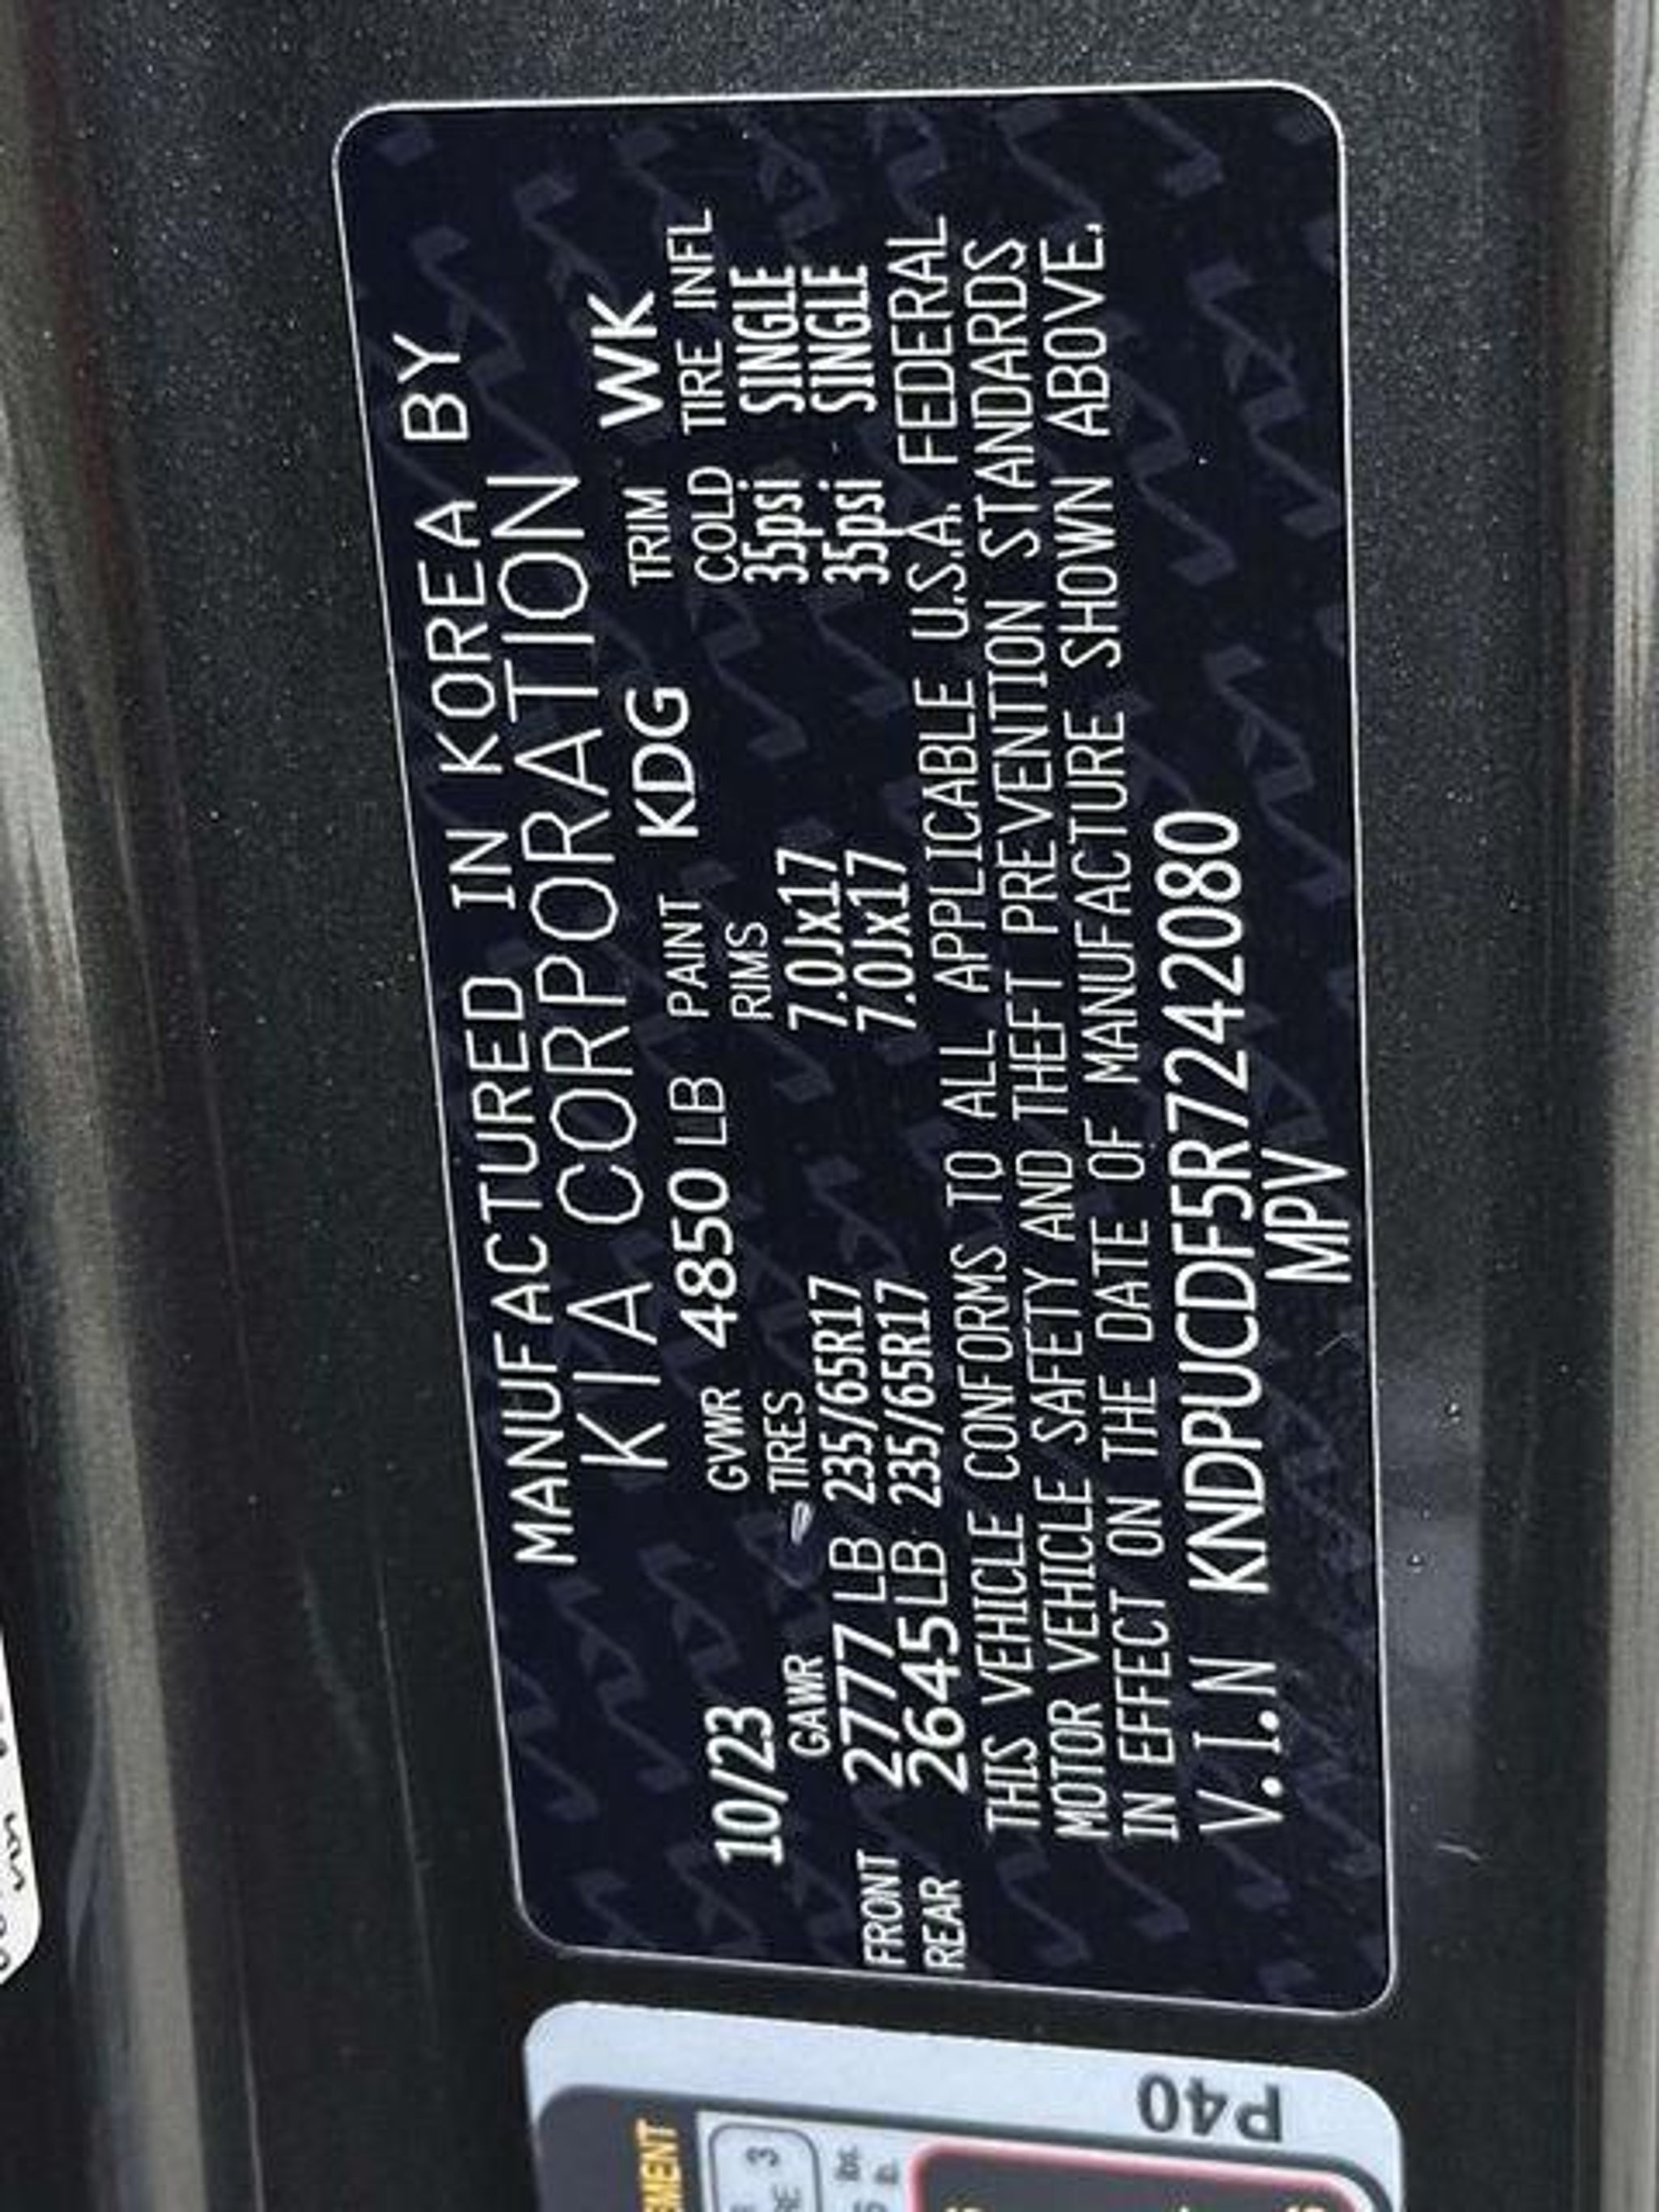 MANUFACTURED IN KOREA BY
KIA CORPORATION
10/23 GVWR 4850 LB PAINT KDG TRIM WK
GAWR TIRES RIMS COLD TIRE INFL
FRONT 2777 LB 235/65R17 7.0Jx17 35psi SINGLE
REAR 2645 LB 235/65R17 7.0Jx17 35psi SINGLE
THIS VEHICLE CONFORMS TO ALL APPLICABLE U.S.A. FEDERAL
MOTOR VEHICLE SAFETY AND THEFT PREVENTION STANDARDS
IN EFFECT ON THE DATE OF MANUFACTURE SHOWN ABOVE.
V.I.N KNDPUCDF5R7242080
MPV
P40